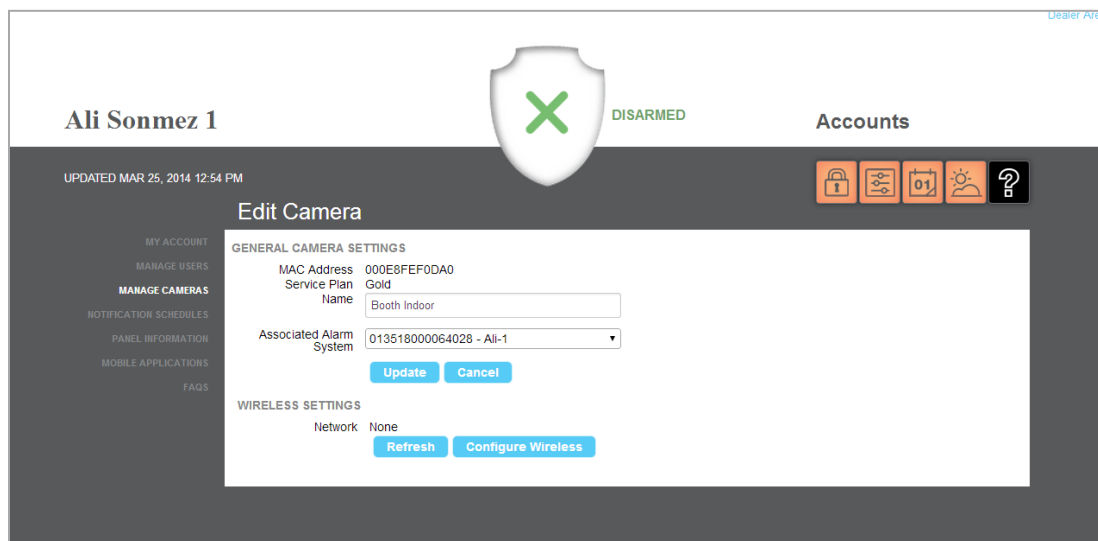 Dealer Are
Ali Sonmez 1
DISARMED
Accounts
UPDATED MAR 25, 2014 12:54 PM
01
?
Edit Camera
MY ACCOUNT
MANAGE USERS
MANAGE CAMERAS
NOTIFICATION SCHEDULES
PANEL INFORMATION
MOBILE APPLICATIONS
FAQS
GENERAL CAMERA SETTINGS
MAC Address 000E8FEF0DA0
Service Plan Gold
Name Booth Indoor
Associated Alarm System 013518000064028 - Ali-1
Update Cancel
WIRELESS SETTINGS
Network None
Refresh Configure Wireless